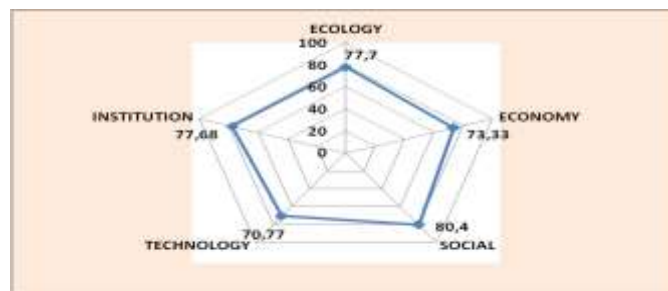 ECOLOGY
100
77,7
80
60
40
20
0
INSTITUTION
77,68
ECONOMY
73,33
70,77
TECHNOLOGY
80,4
SOCIAL